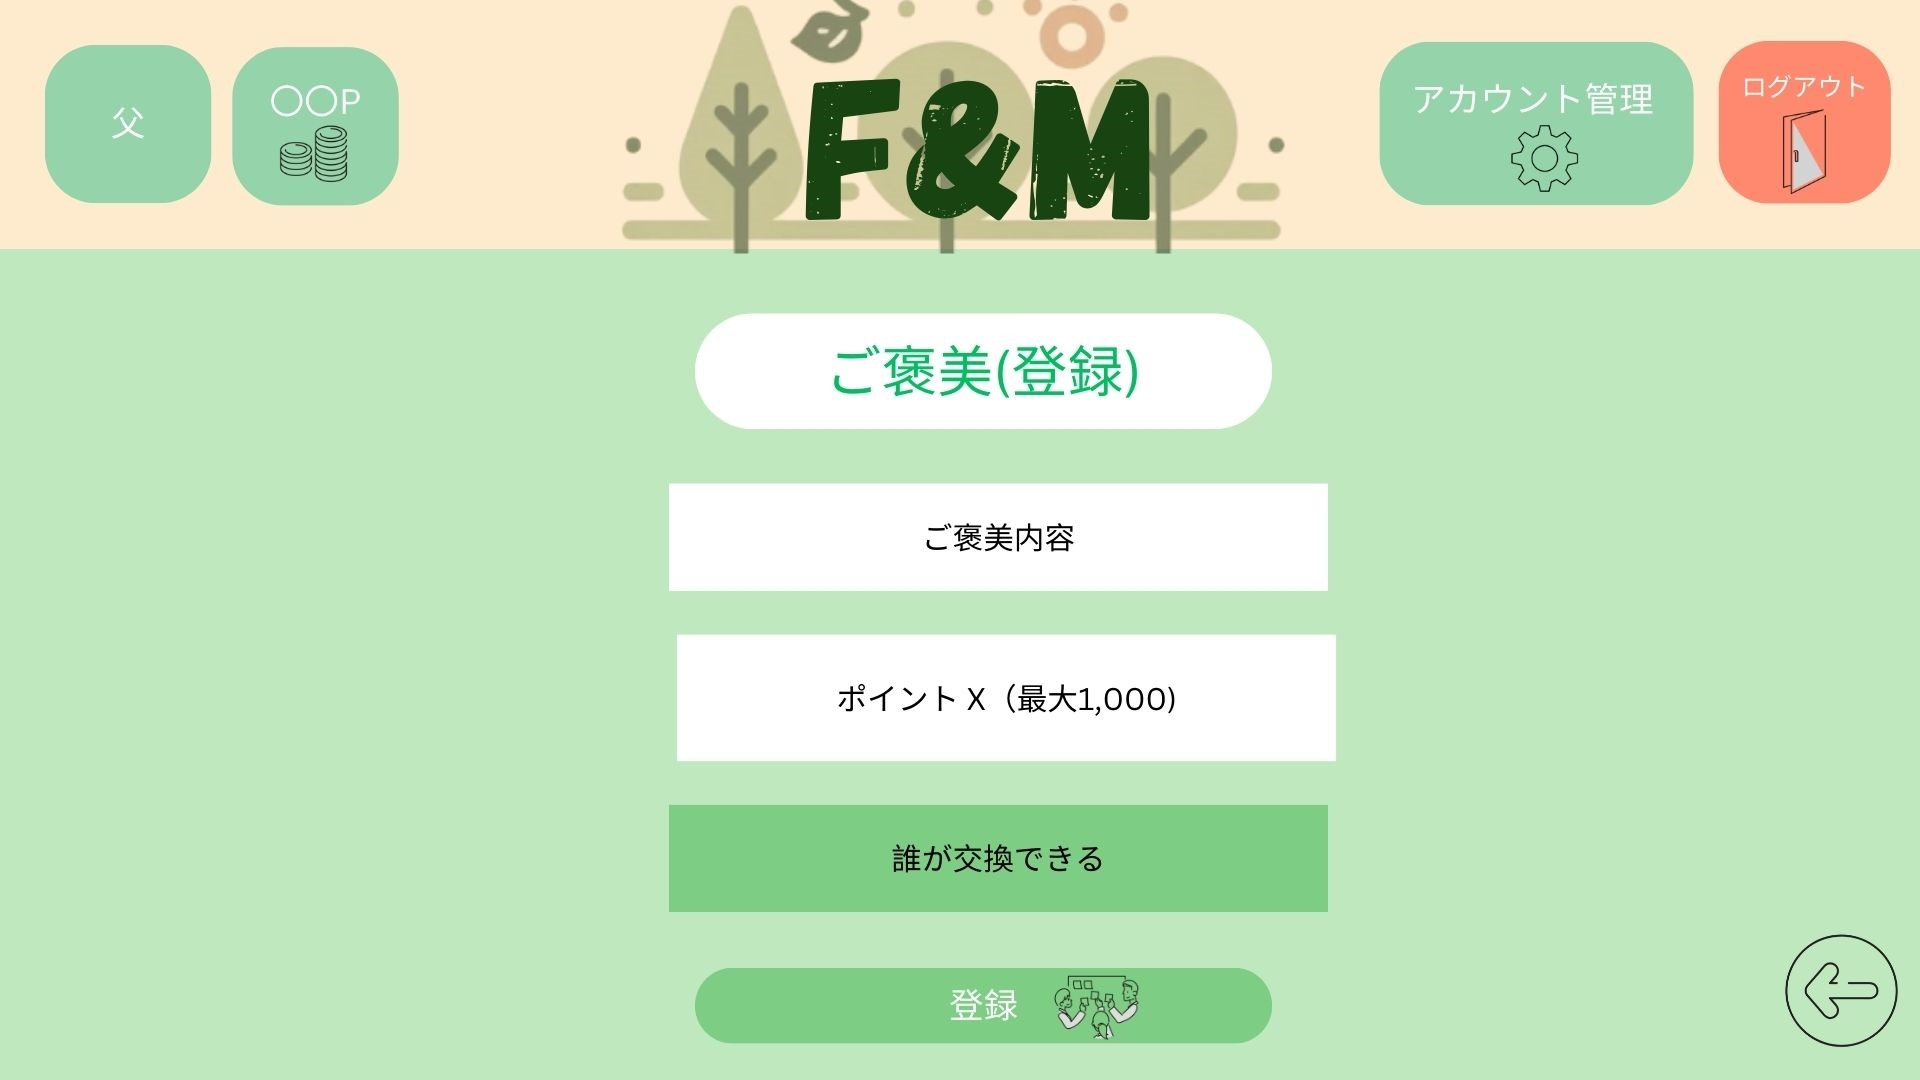 父
〇〇P
F&M
アカウント管理
ログアウト
ご褒美(登録)
ご褒美内容
ポイント X（最大1,000)
誰が交換できる
登録